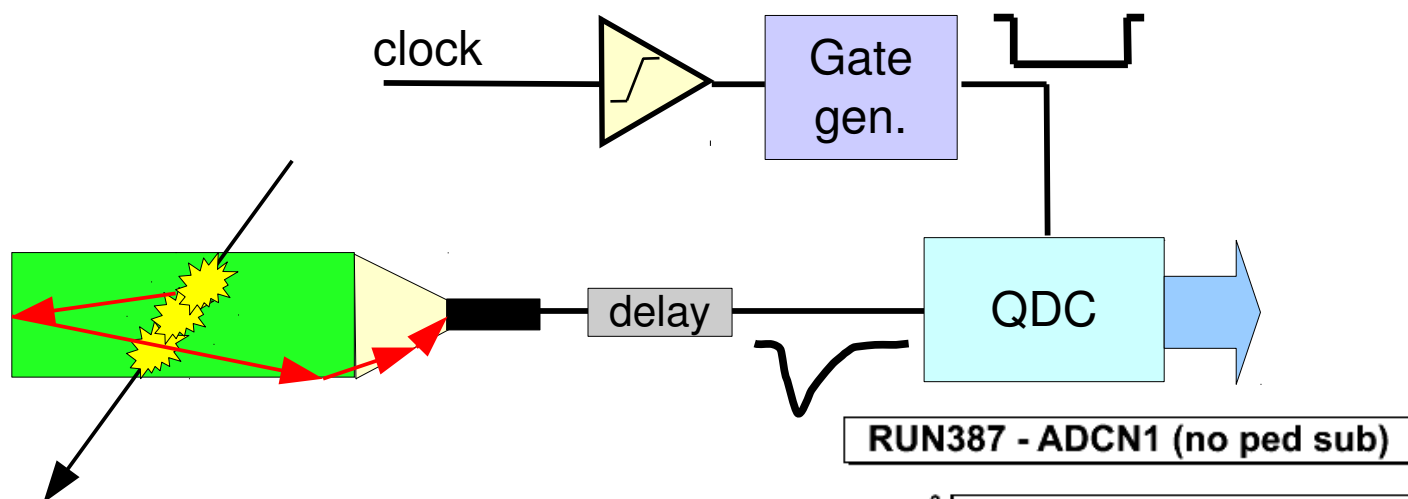 clock
Gate
gen.
delay
QDC
RUN387 - ADCN1 (no ped sub)